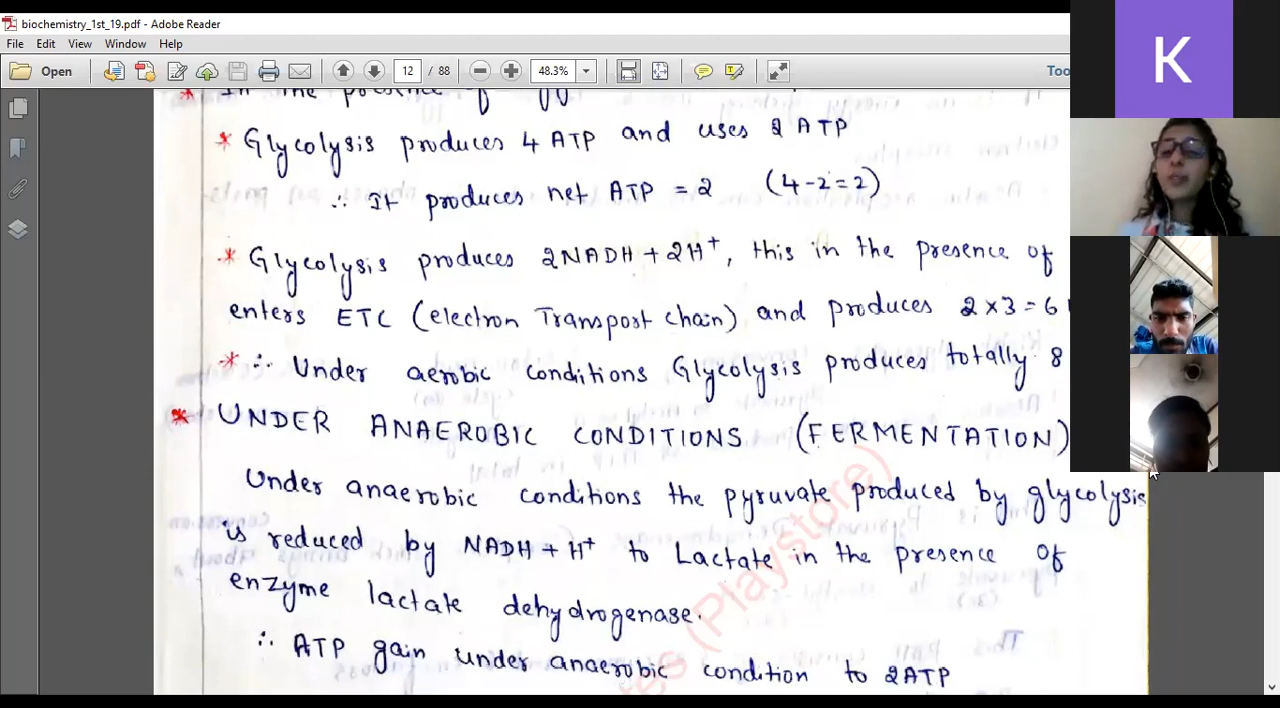 biochemistry_1st_19.pdf - Adobe Reader
File Edit View Window Help
Open 12 / 88 48.3% Too
K
* In the
* Glycolysis produces 4 ATP and uses 2 ATP
∴ It produces net ATP = 2 (4-2=2)
* Glycolysis produces 2NADH + 2H⁺, this in the presence of
enters ETC (electron Transport chain) and produces 2 x 3 = 6
* ∴ Under aerobic conditions Glycolysis produces totally 8
* UNDER ANAEROBIC CONDITIONS (FERMENTATION)
Under anaerobic conditions the pyruvate produced by glycolysis
is reduced by NADH + H⁺ to Lactate in the presence of
enzyme lactate dehydrogenase.
∴ ATP gain under anaerobic condition to 2ATP
(Playstore)